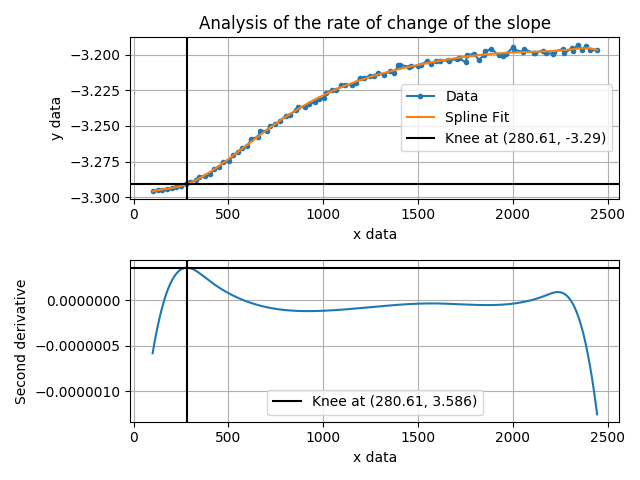 Analysis of the rate of change of the slope
y data
−3.200
−3.225
−3.250
−3.275
−3.300
Data
Spline Fit
Knee at (280.61, -3.29)
0 500 1000 1500 2000 2500
x data
Second derivative
0.0000000
−0.0000005
−0.0000010
Knee at (280.61, 3.586)
0 500 1000 1500 2000 2500
x data